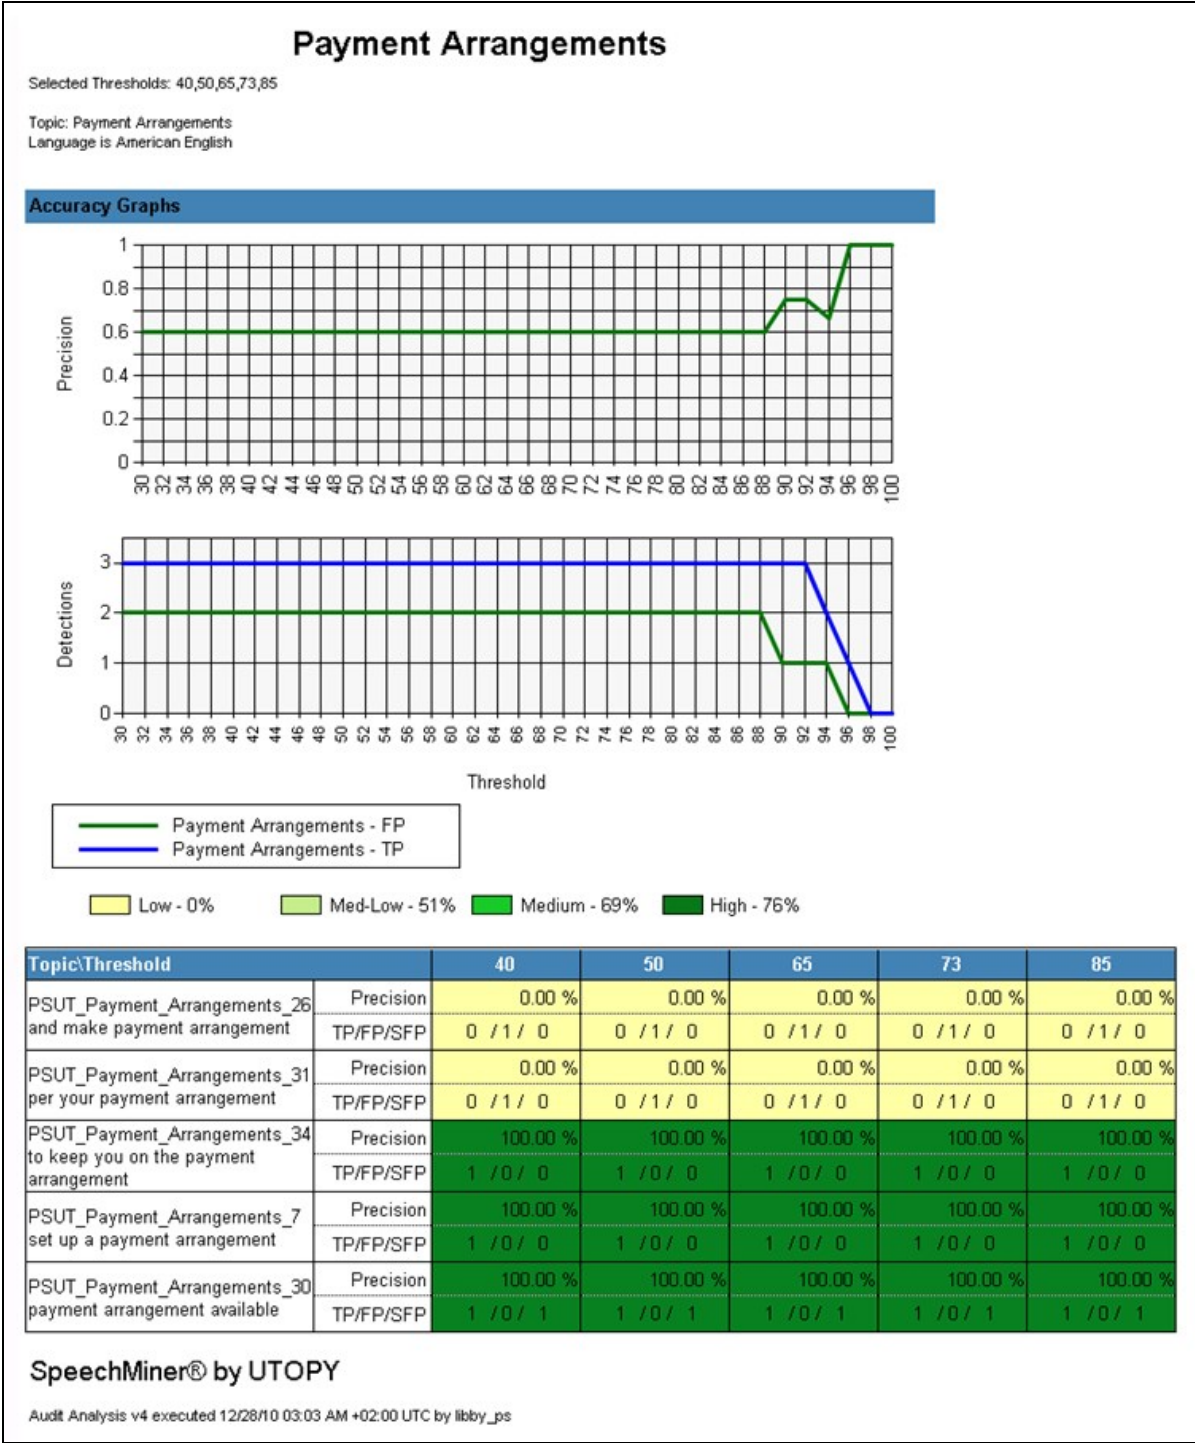 Payment Arrangements
Selected Thresholds: 40,50,65,73,85
Topic: Payment Arrangements
Language is American English
Accuracy Graphs
1
0.8
0.6
0.4
0.2
0
Precision
30 32 34 36 38 40 42 44 46 48 50 52 54 56 58 60 62 64 66 68 70 72 74 76 78 80 82 84 86 88 90 92 94 96 98 100
3
2
1
0
Detections
30 32 34 36 38 40 42 44 46 48 50 52 54 56 58 60 62 64 66 68 70 72 74 76 78 80 82 84 86 88 90 92 94 96 98 100
Threshold
Payment Arrangements - FP
Payment Arrangements - TP
Low - 0% Med-Low - 51% Medium - 69% High - 76%
Topic\Threshold 40 50 65 73 85
PSUT_Payment_Arrangements_26 Precision 0.00 % 0.00 % 0.00 % 0.00 % 0.00 %
and make payment arrangement TP/FP/SFP 0 /1/ 0 0 /1/ 0 0 /1/ 0 0 /1/ 0 0 /1/ 0
PSUT_Payment_Arrangements_31 Precision 0.00 % 0.00 % 0.00 % 0.00 % 0.00 %
per your payment arrangement TP/FP/SFP 0 /1/ 0 0 /1/ 0 0 /1/ 0 0 /1/ 0 0 /1/ 0
PSUT_Payment_Arrangements_34 Precision 100.00 % 100.00 % 100.00 % 100.00 % 100.00 %
to keep you on the payment
arrangement TP/FP/SFP 1 /0/ 0 1 /0/ 0 1 /0/ 0 1 /0/ 0 1 /0/ 0
PSUT_Payment_Arrangements_7 Precision 100.00 % 100.00 % 100.00 % 100.00 % 100.00 %
set up a payment arrangement TP/FP/SFP 1 /0/ 0 1 /0/ 0 1 /0/ 0 1 /0/ 0 1 /0/ 0
PSUT_Payment_Arrangements_30 Precision 100.00 % 100.00 % 100.00 % 100.00 % 100.00 %
payment arrangement available TP/FP/SFP 1 /0/ 1 1 /0/ 1 1 /0/ 1 1 /0/ 1 1 /0/ 1
SpeechMiner® by UTOPY
Audit Analysis v4 executed 12/28/10 03:03 AM +02:00 UTC by libby_ps